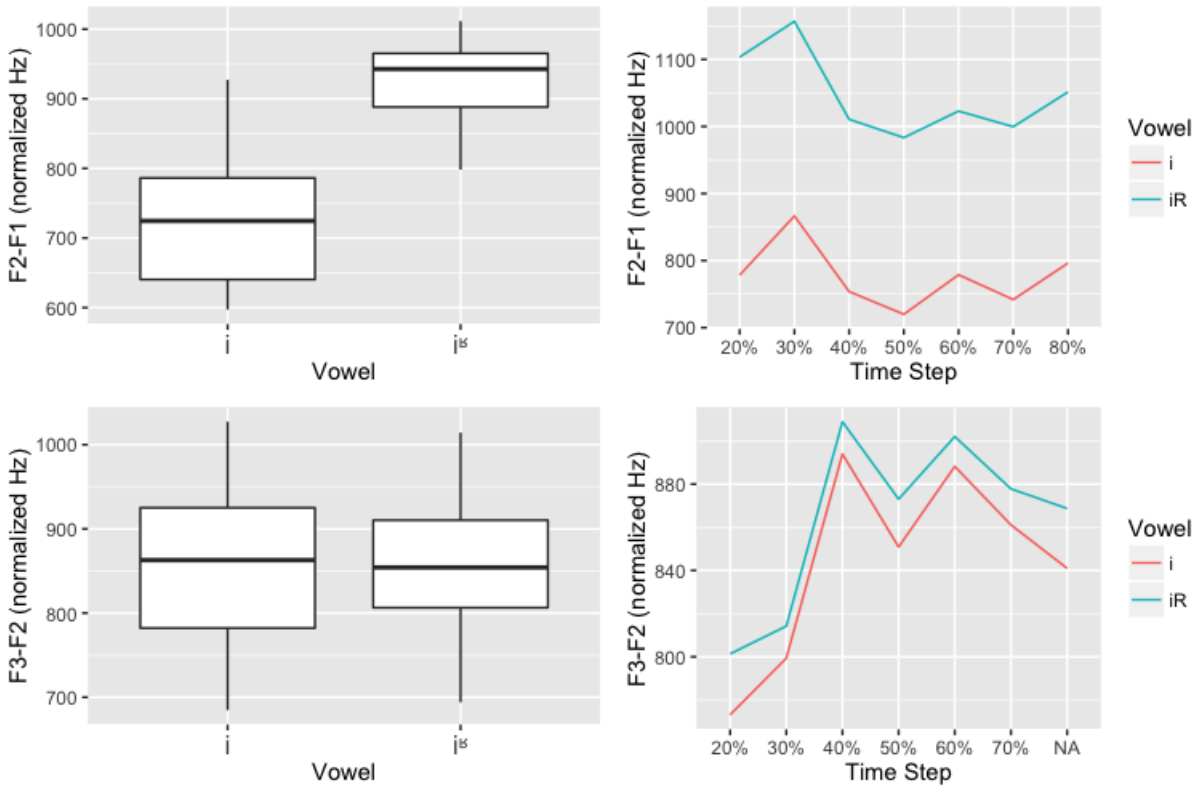 F2-F1 (normalized Hz)
1000
900
800
700
600
i
iᴿ
Vowel
F2-F1 (normalized Hz)
1100
1000
900
800
700
20% 30% 40% 50% 60% 70% 80%
Time Step
Vowel
i
iR
F3-F2 (normalized Hz)
1000
900
800
700
i
iᴿ
Vowel
F3-F2 (normalized Hz)
880
840
800
20% 30% 40% 50% 60% 70% NA
Time Step
Vowel
i
iR